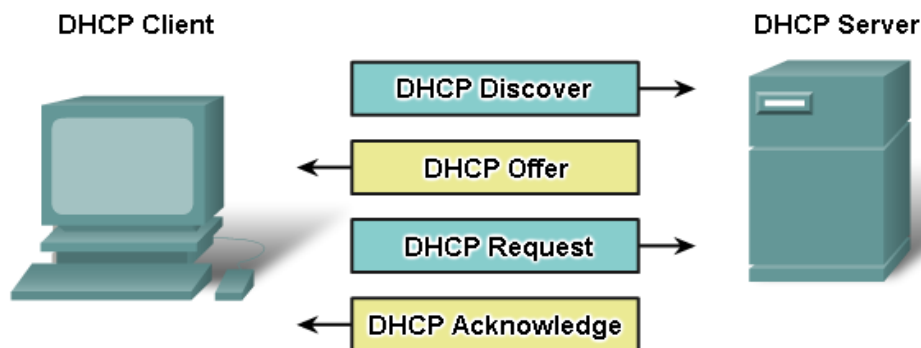 DHCP Client
DHCP Server
DHCP Discover
DHCP Offer
DHCP Request
DHCP Acknowledge